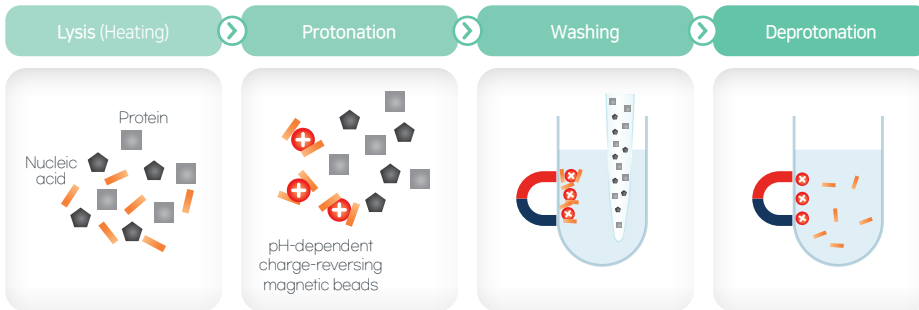 Lysis (Heating)
Protonation
Washing
Deprotonation
Protein
Nucleic
acid
pH-dependent
charge-reversing
magnetic beads